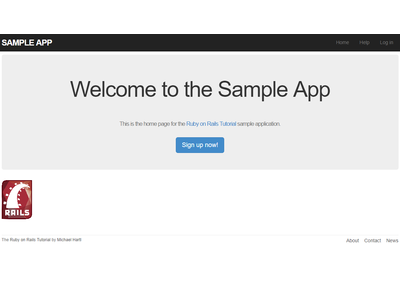 SAMPLE APP Home Help Log in
Welcome to the Sample App
This is the home page for the Ruby on Rails Tutorial sample application.
Sign up now!
RAILS
The Ruby on Rails Tutorial by Michael Hartl About Contact News